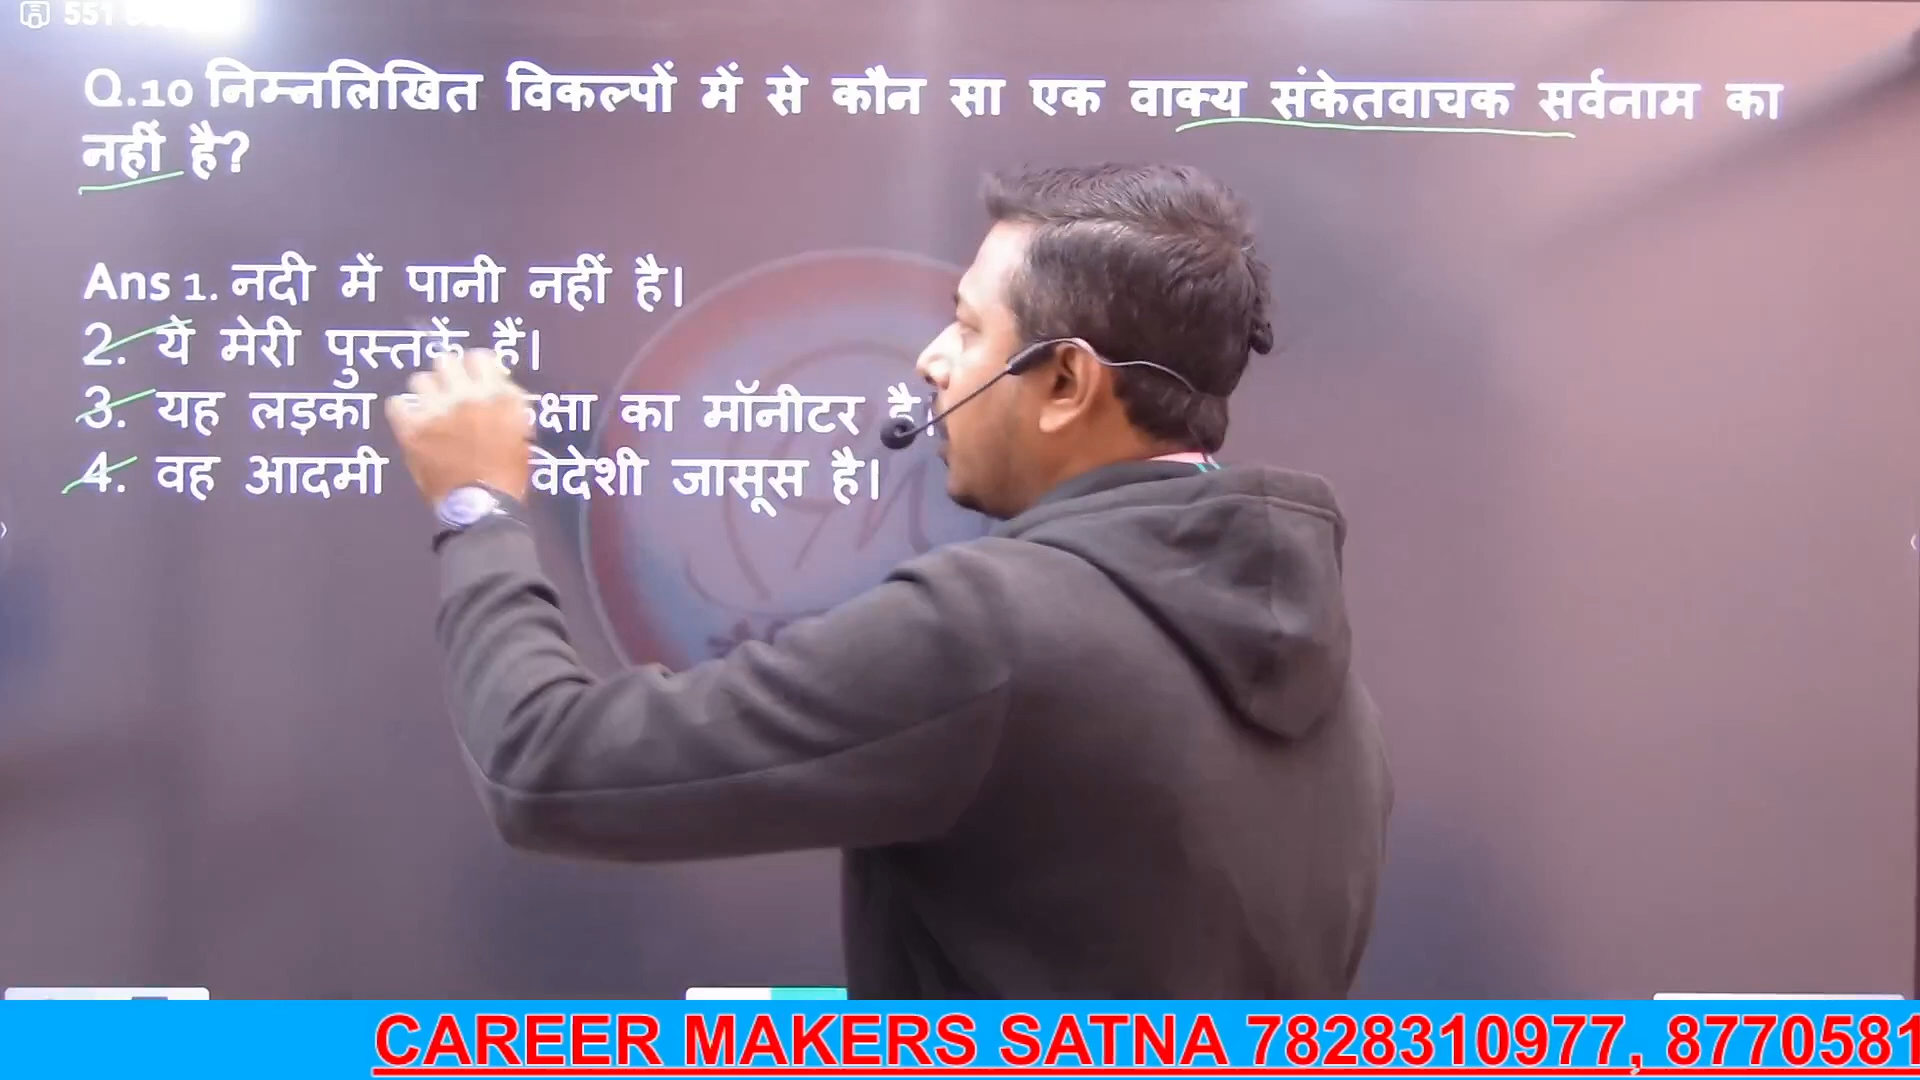 551
Q.10 निम्नलिखित विकल्पों में से कौन सा एक वाक्य संकेतवाचक सर्वनाम का
नहीं है?
Ans 1. नदी में पानी नहीं है।
2. ये मेरी पुस्तकें हैं।
3. यह लड़का का मॉनीटर है।
4. वह आदमी विदेशी जासूस है।
CAREER MAKERS SATNA 7828310977, 8770581